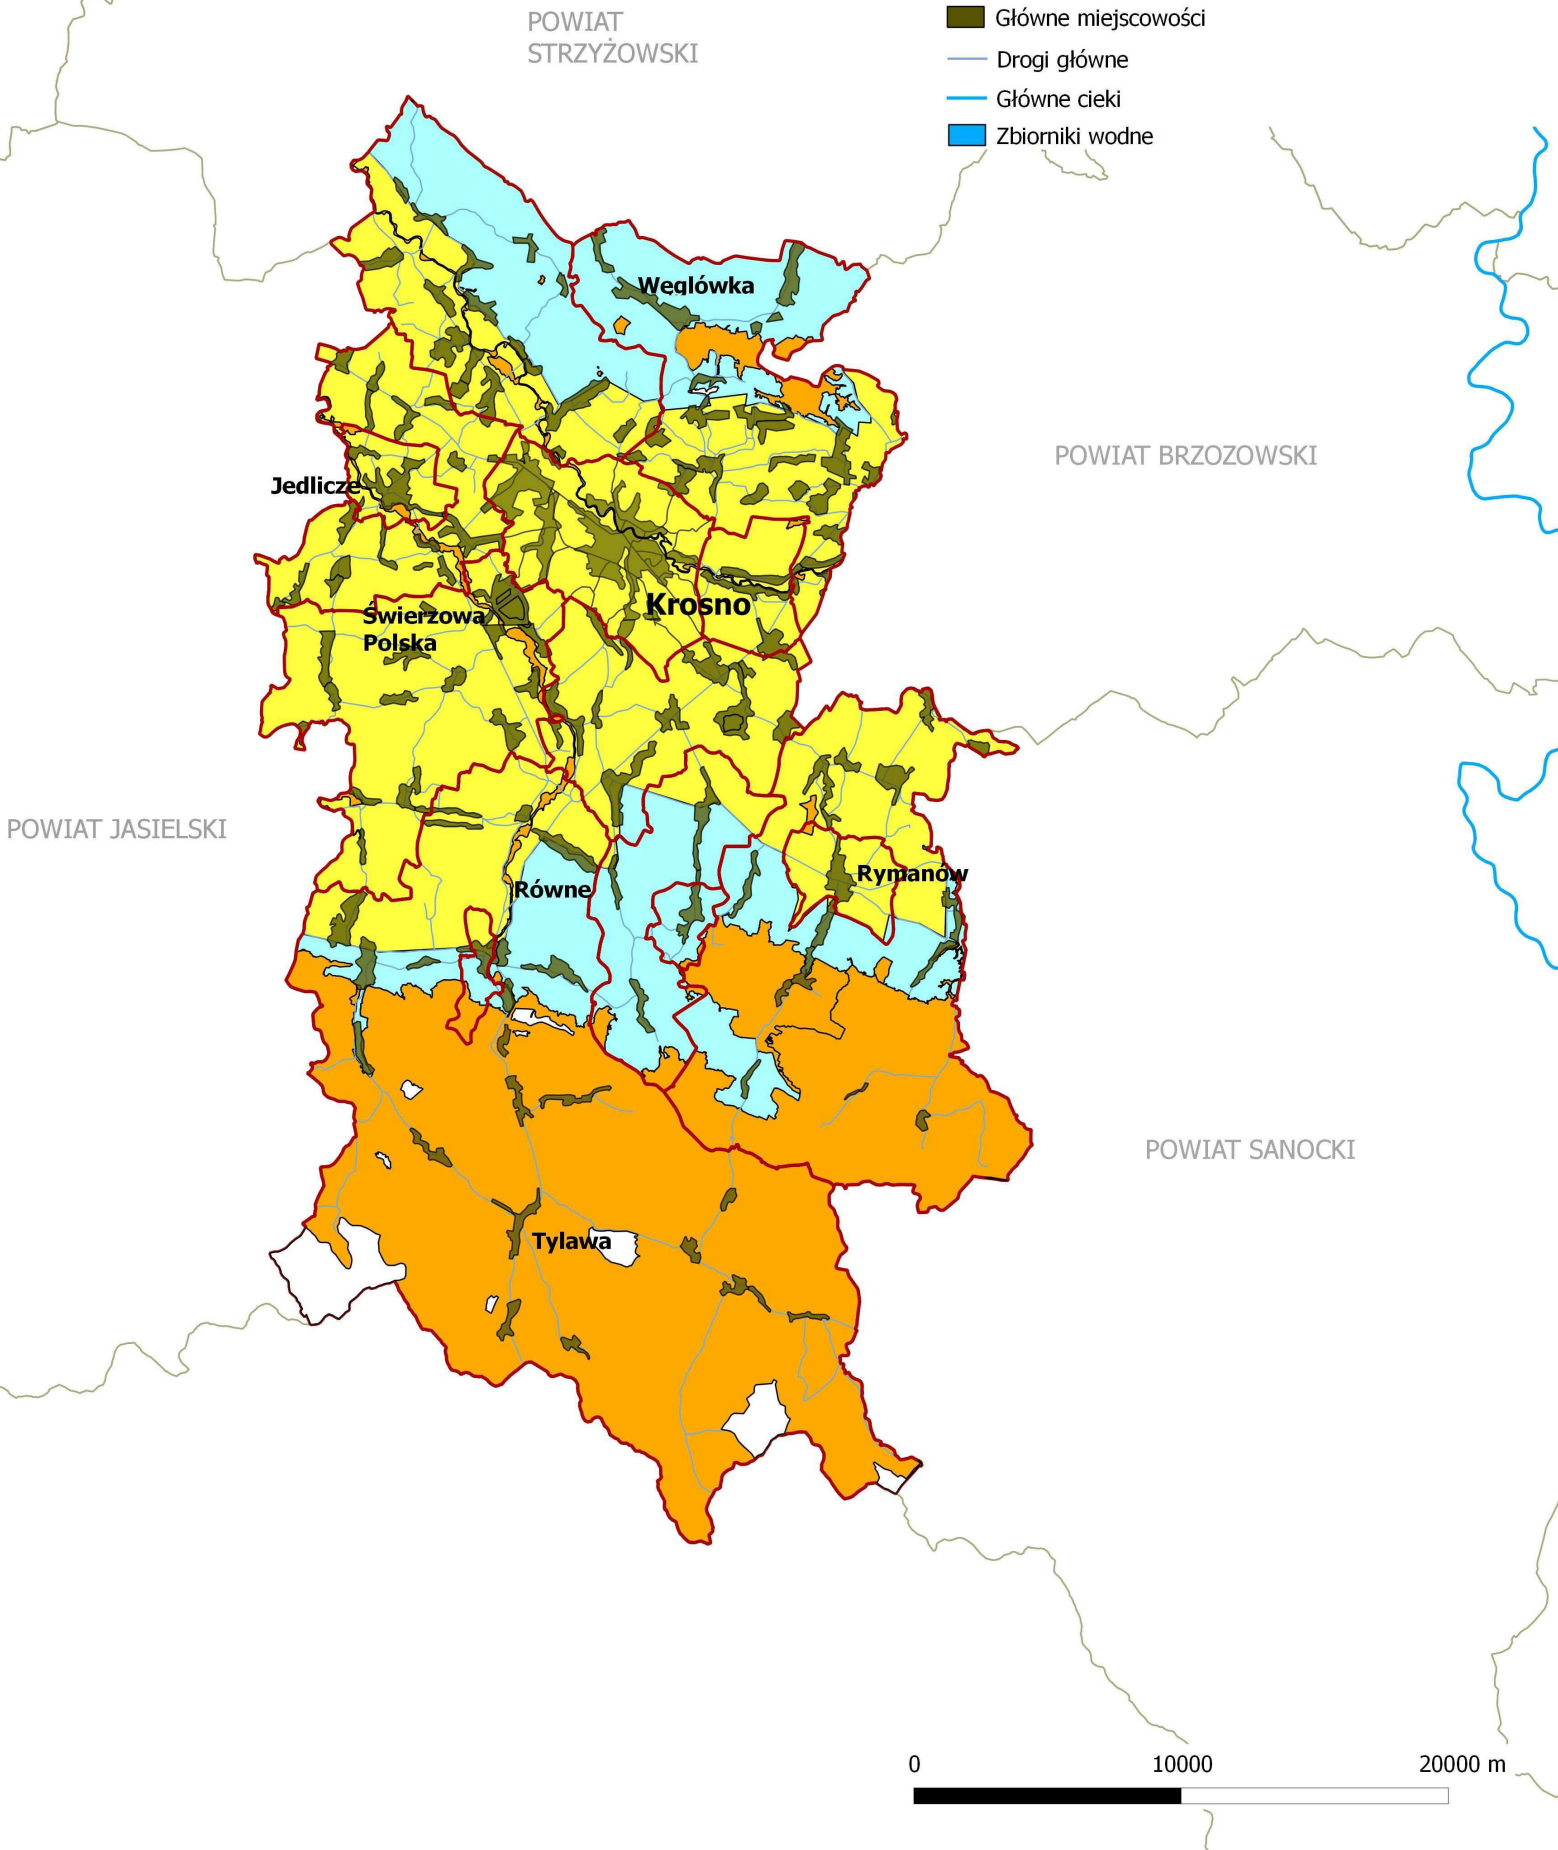 POWIAT
STRZYŻOWSKI
Główne miejscowości
Drogi główne
Główne cieki
Zbiorniki wodne
Węglówka
POWIAT BRZOZOWSKI
Jedlicze
Krosno
Świerzowa
Polska
POWIAT JASIELSKI
Rymanów
Równe
POWIAT SANOCKI
Tylawa
0 10000 20000 m